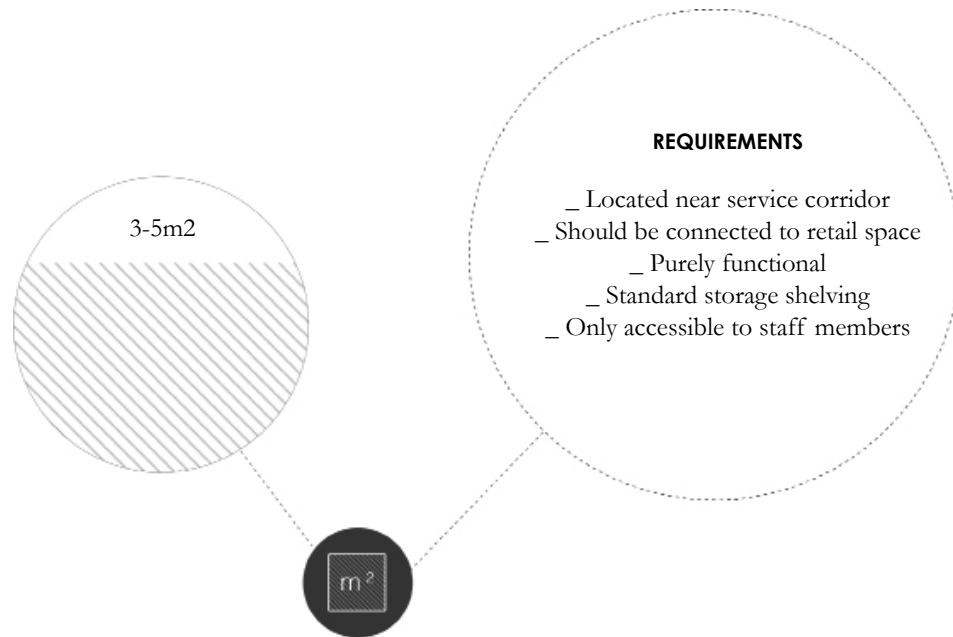 REQUIREMENTS
_ Located near service corridor
_ Should be connected to retail space
_ Purely functional
_ Standard storage shelving
_ Only accessible to staff members
3-5m2
m²